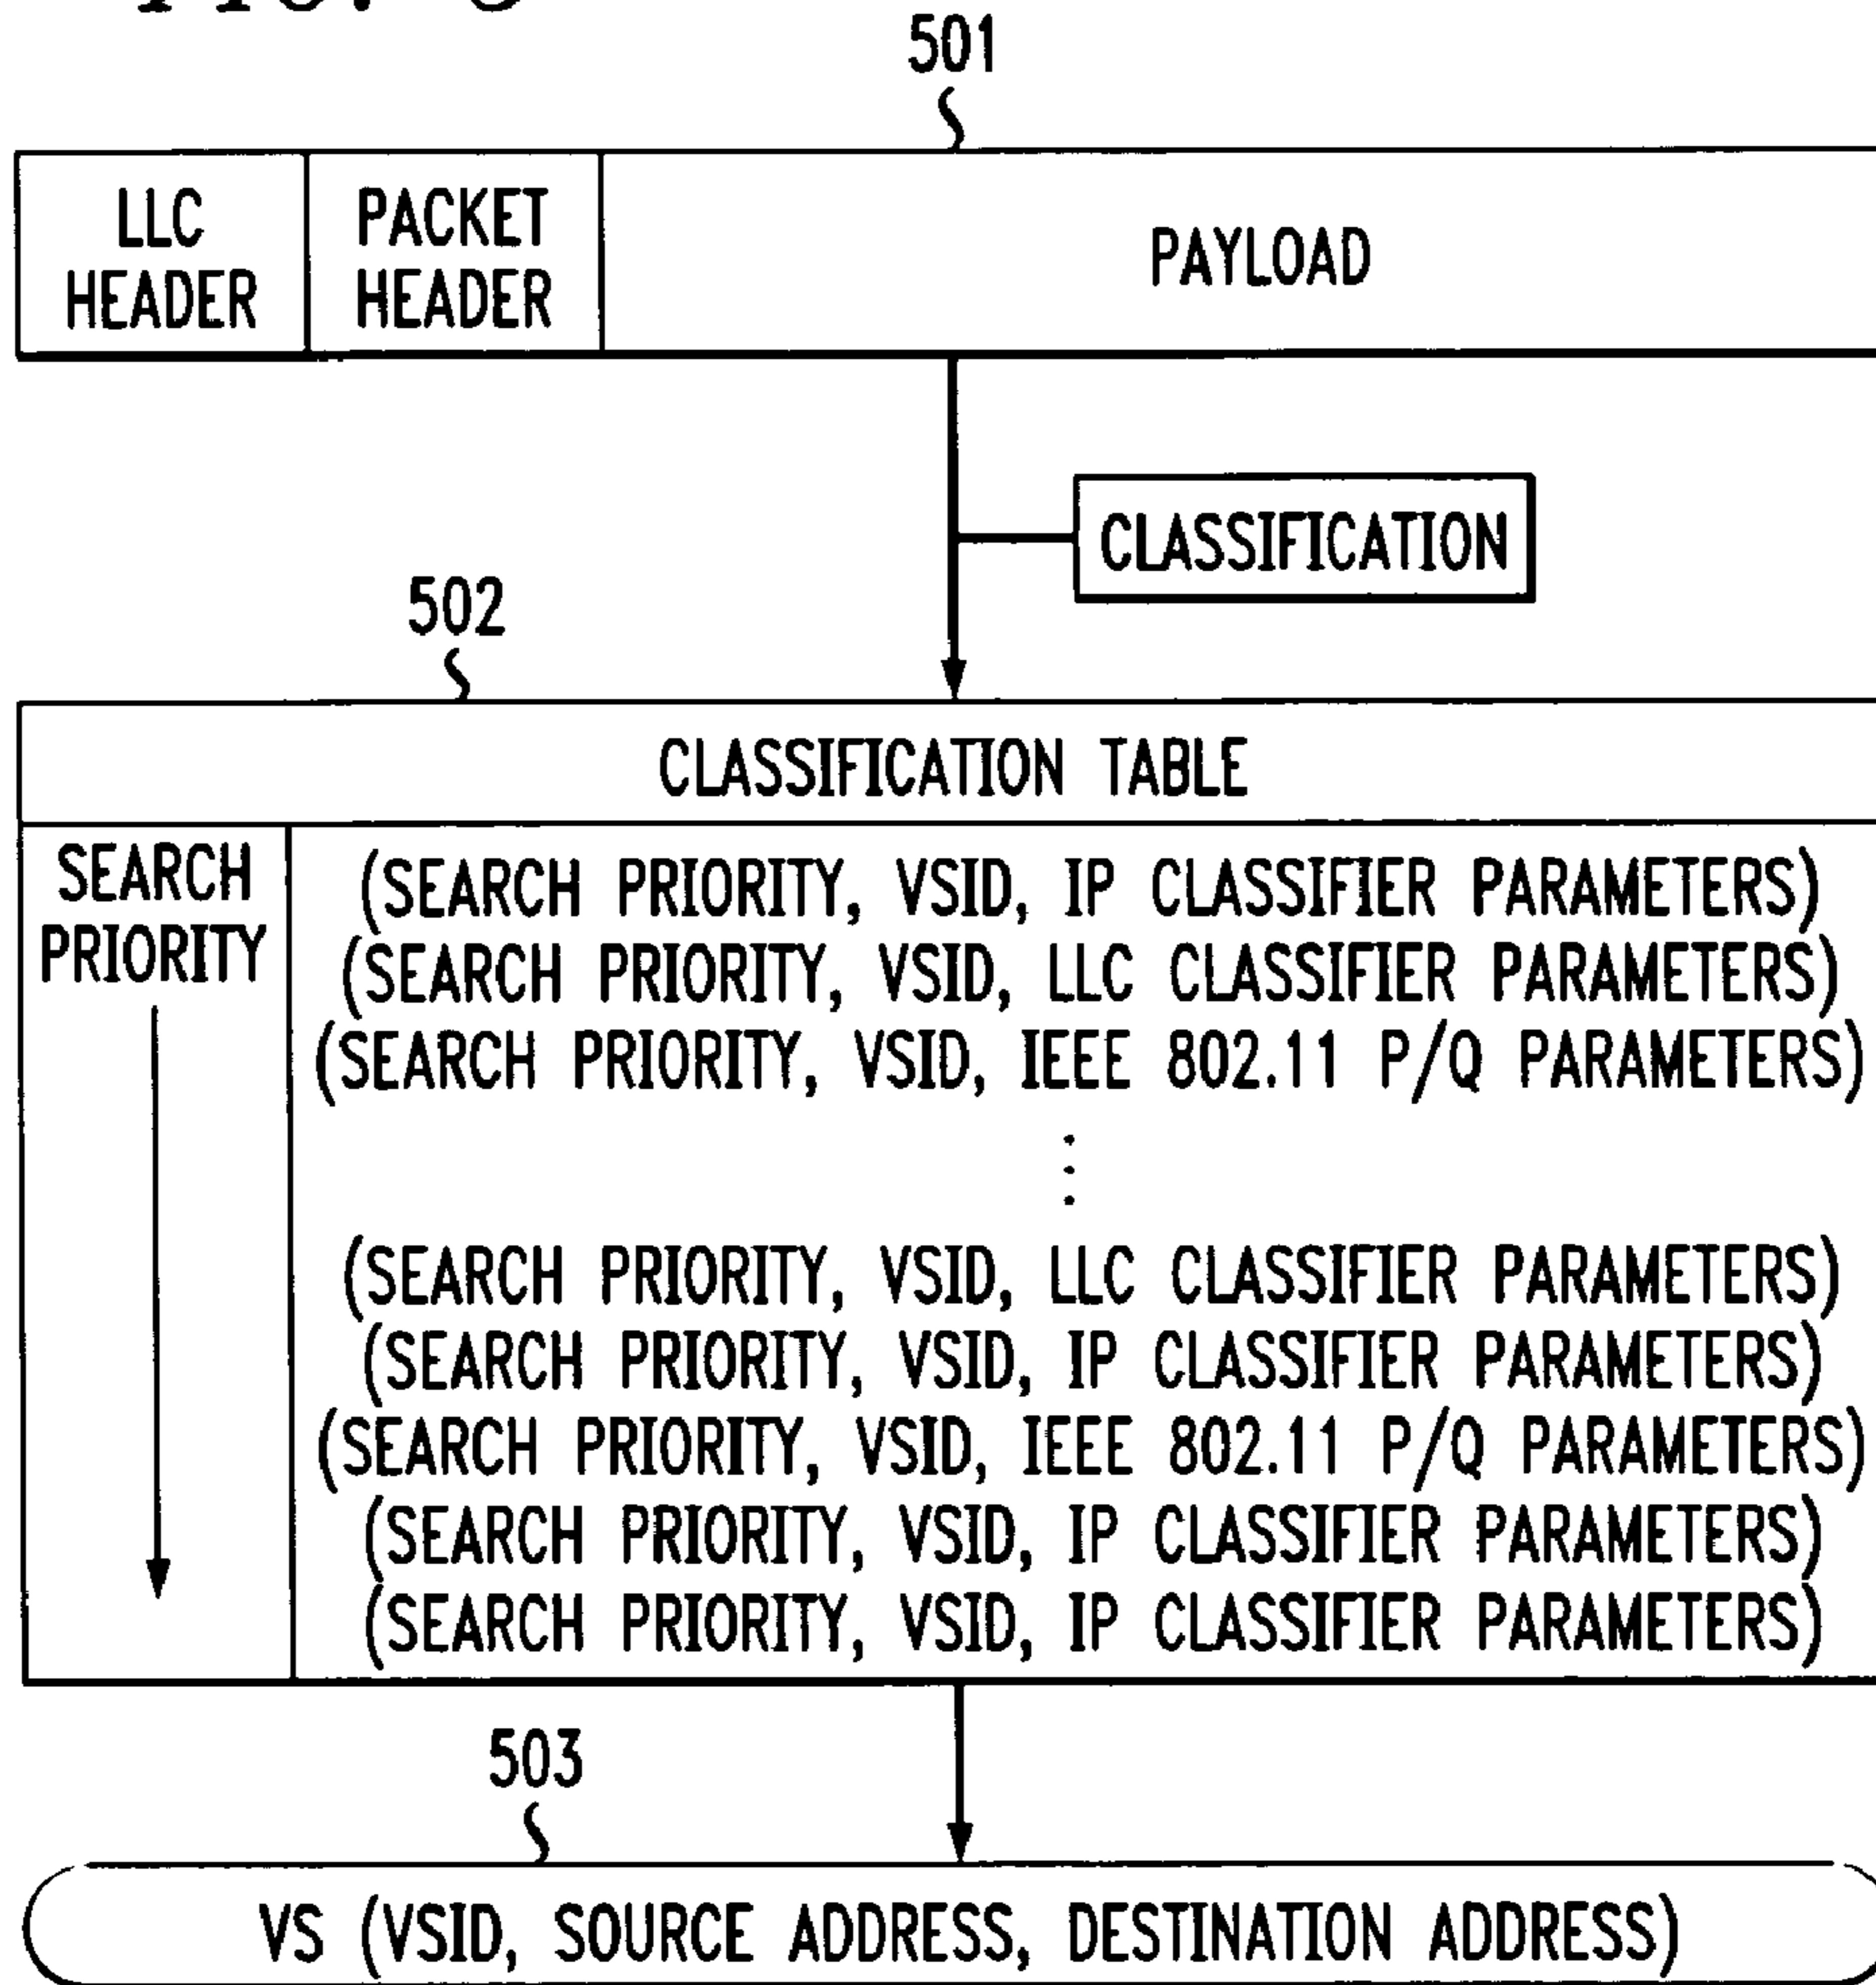 501
LLC
HEADER
PACKET
HEADER
PAYLOAD
CLASSIFICATION
502
CLASSIFICATION TABLE
SEARCH
PRIORITY
(SEARCH PRIORITY, VSID, IP CLASSIFIER PARAMETERS)
(SEARCH PRIORITY, VSID, LLC CLASSIFIER PARAMETERS)
(SEARCH PRIORITY, VSID, IEEE 802.11 P/Q PARAMETERS)
(SEARCH PRIORITY, VSID, LLC CLASSIFIER PARAMETERS)
(SEARCH PRIORITY, VSID, IP CLASSIFIER PARAMETERS)
(SEARCH PRIORITY, VSID, IEEE 802.11 P/Q PARAMETERS)
(SEARCH PRIORITY, VSID, IP CLASSIFIER PARAMETERS)
(SEARCH PRIORITY, VSID, IP CLASSIFIER PARAMETERS)
503
VS (VSID, SOURCE ADDRESS, DESTINATION ADDRESS)